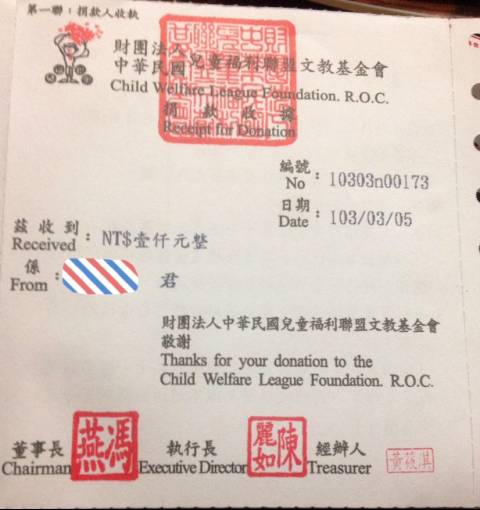 第一聯：捐款人收執
財團法人
中華民國兒童福利聯盟文教基金會
Child Welfare League Foundation. R.O.C.
捐款收據
Receipt for Donation
編號
No : 10303n00173
日期
Date : 103/03/05
茲收到
Received : NT$壹仟元整
係
From : 君
財團法人中華民國兒童福利聯盟文教基金會
敬謝
Thanks for your donation to the
Child Welfare League Foundation. R.O.C.
董事長
Chairman
馮燕
執行長
Executive Director
陳麗如
經辦人
Treasurer
黃筱淇